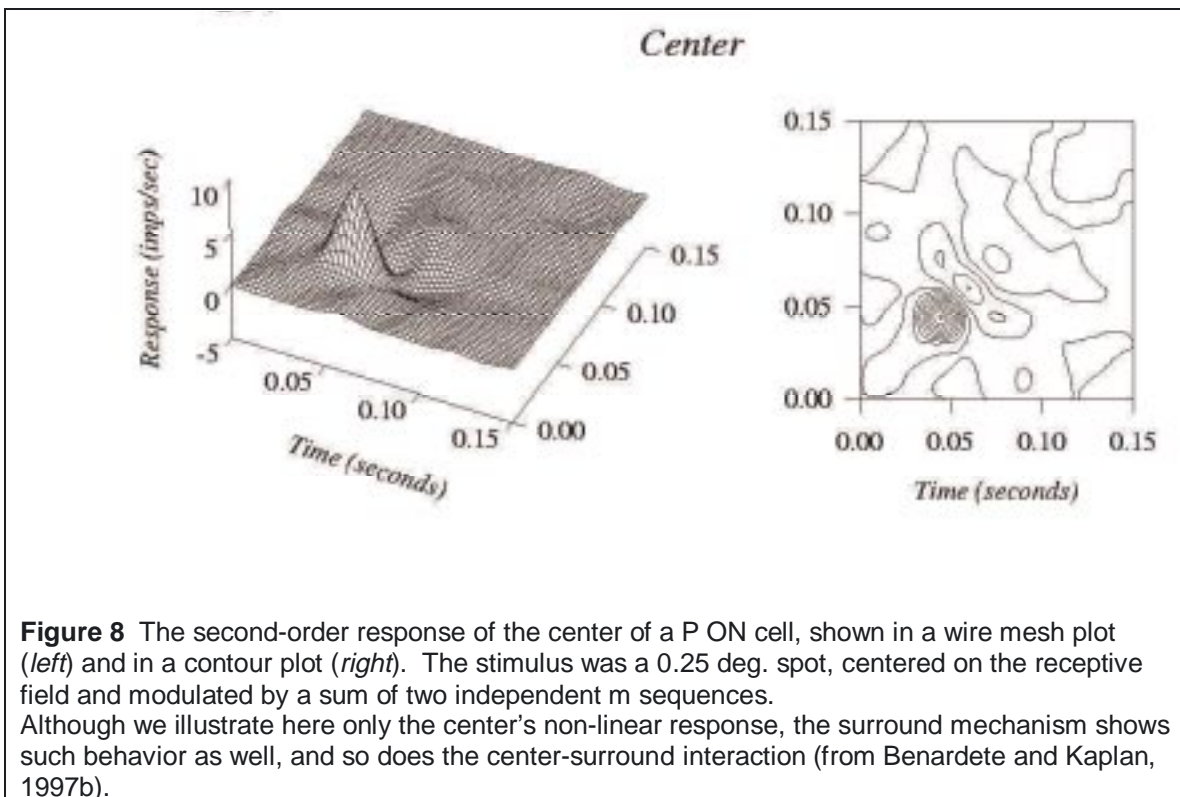 Center
Response (imps/sec)
10
5
0
-5
0.05
0.10
0.15
Time (seconds)
0.00
0.05
0.10
0.15
0.15
0.10
0.05
0.00
0.00 0.05 0.10 0.15
Time (seconds)
Figure 8 The second-order response of the center of a P ON cell, shown in a wire mesh plot
(left) and in a contour plot (right). The stimulus was a 0.25 deg. spot, centered on the receptive
field and modulated by a sum of two independent m sequences.
Although we illustrate here only the center's non-linear response, the surround mechanism shows
such behavior as well, and so does the center-surround interaction (from Benardete and Kaplan,
1997b).